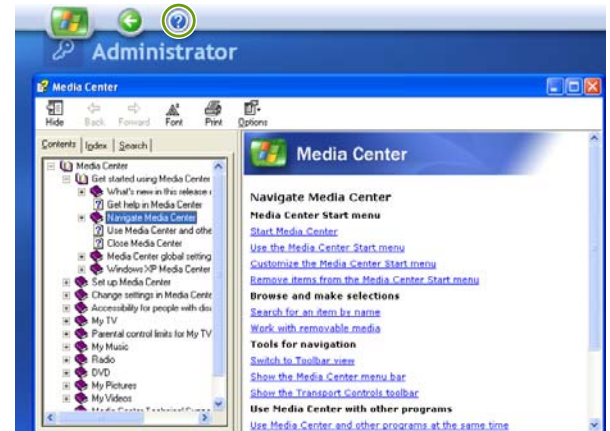 Administrator
Media Center
Hide Back Forward Font Print Options
Contents Index Search
Media Center
Get started using Media Center
What's new in this release
Get help in Media Center
Navigate Media Center
Use Media Center and othe
Close Media Center
Media Center global setting
Windows XP Media Center
Set up Media Center
Change settings in Media Cente
Accessibility for people with disa
My TV
Parental control limits for My TV
My Music
Radio
DVD
My Pictures
My Videos
Media Center
Navigate Media Center
Media Center Start menu
Start Media Center
Use the Media Center Start menu
Customize the Media Center Start menu
Remove items from the Media Center Start menu
Browse and make selections
Search for an item by name
Work with removable media
Tools for navigation
Switch to Toolbar view
Show the Media Center menu bar
Show the Transport Controls toolbar
Use Media Center with other programs
Use Media Center and other programs at the same time